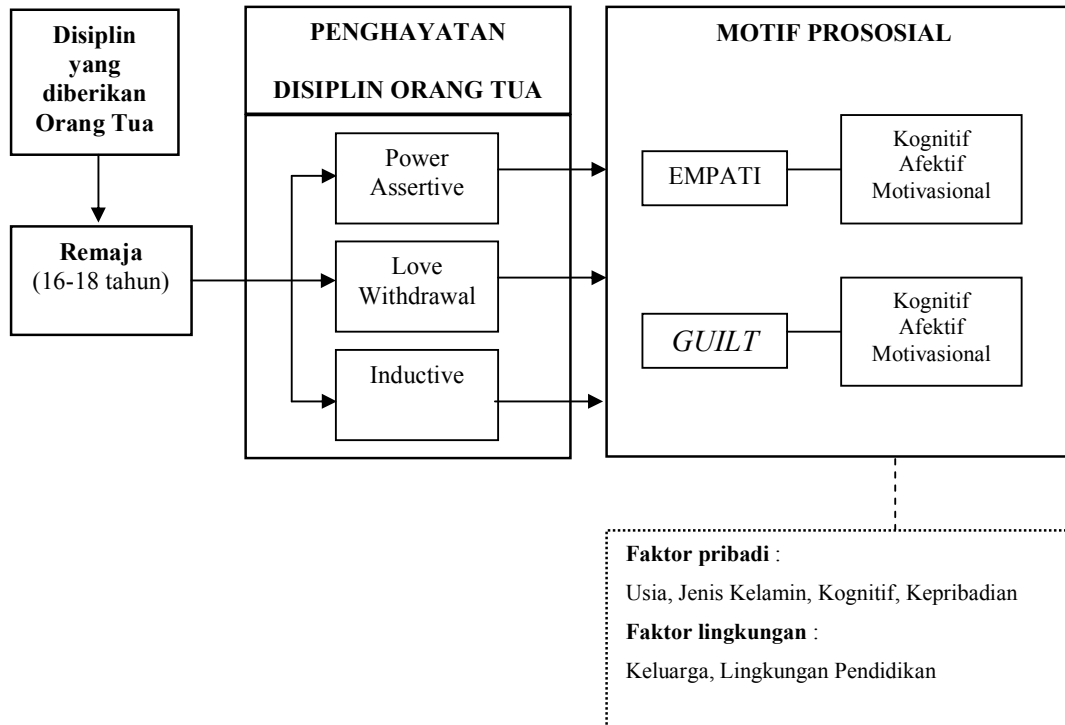 Disiplin
yang
diberikan
Orang Tua
Remaja
(16-18 tahun)
PENGHAYATAN
DISIPLIN ORANG TUA
Power
Assertive
Love
Withdrawal
Inductive
MOTIF PROSOSIAL
EMPATI
Kognitif
Afektif
Motivasional
GUILT
Kognitif
Afektif
Motivasional
Faktor pribadi :
Usia, Jenis Kelamin, Kognitif, Kepribadian
Faktor lingkungan :
Keluarga, Lingkungan Pendidikan